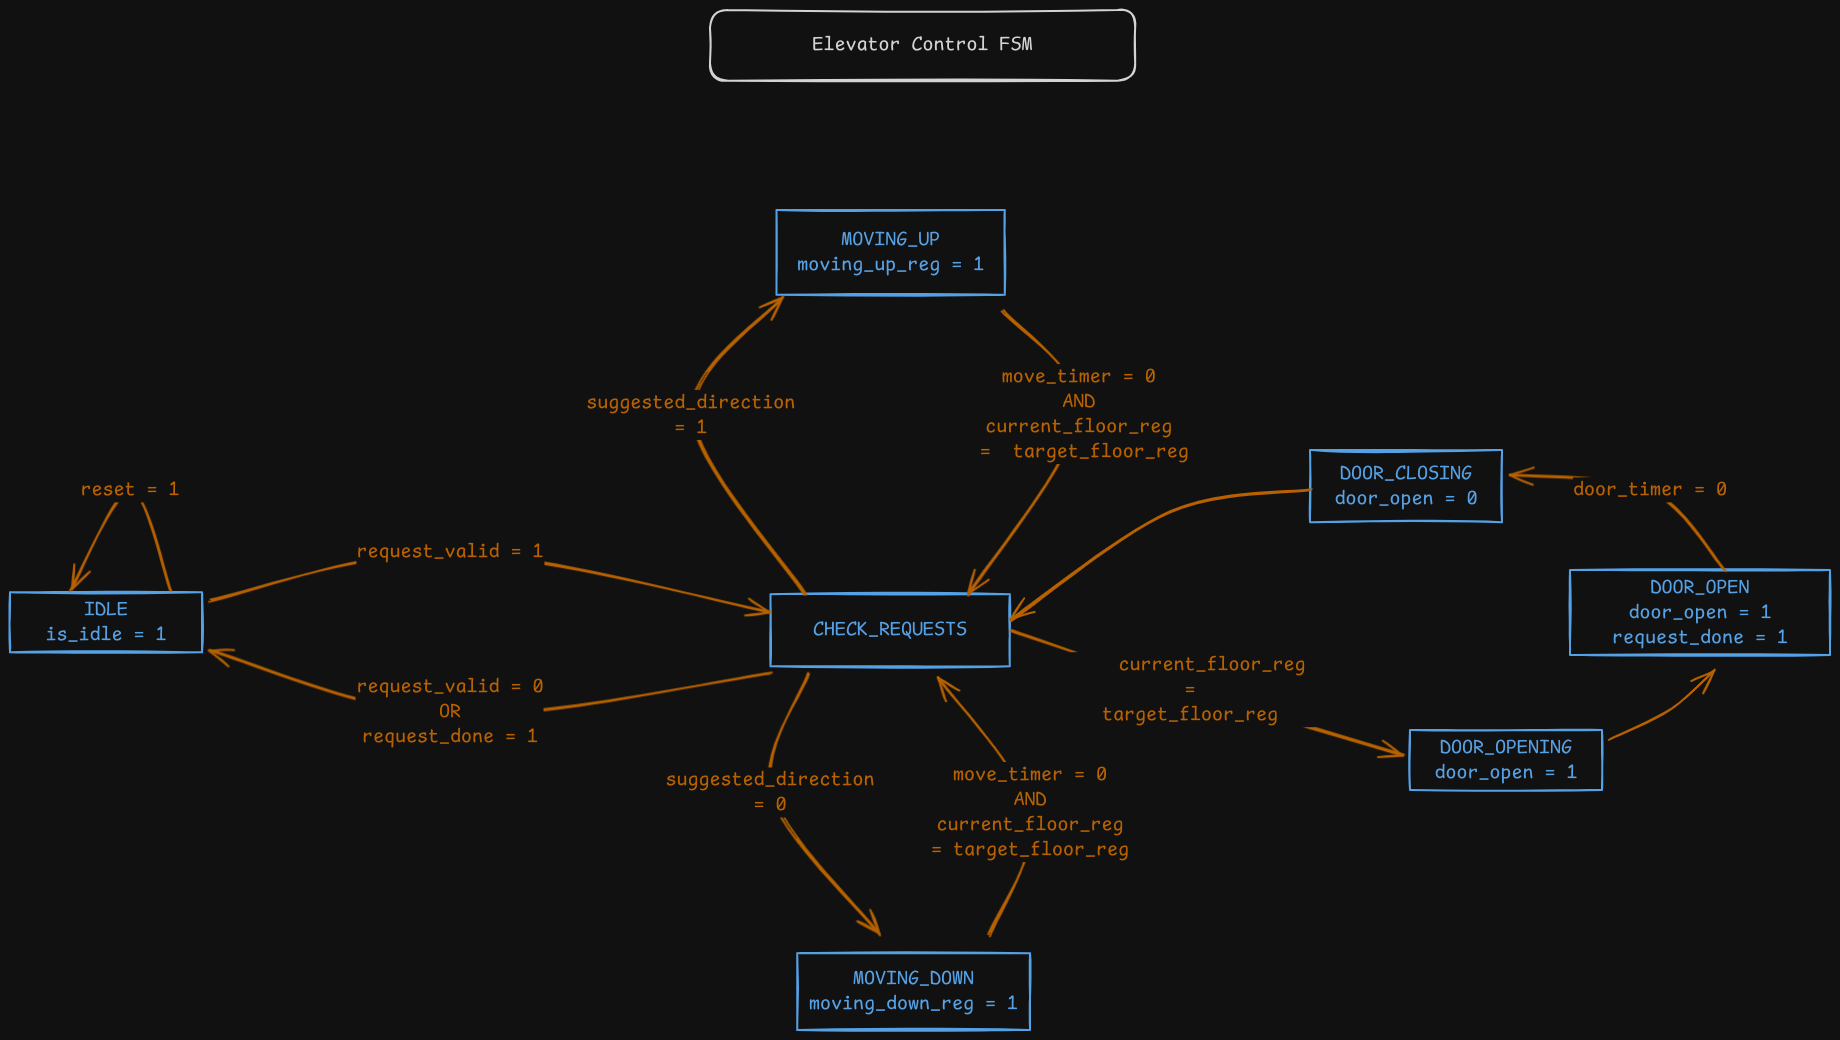 Elevator Control FSM
MOVING_UP
moving_up_reg = 1
suggested_direction
= 1
move_timer = 0
AND
current_floor_reg
=  target_floor_reg
reset = 1
IDLE
is_idle = 1
request_valid = 1
CHECK_REQUESTS
request_valid = 0
OR
request_done = 1
DOOR_CLOSING
door_open = 0
door_timer = 0
DOOR_OPEN
door_open = 1
request_done = 1
current_floor_reg
=
target_floor_reg
DOOR_OPENING
door_open = 1
suggested_direction
= 0
move_timer = 0
AND
current_floor_reg
= target_floor_reg
MOVING_DOWN
moving_down_reg = 1